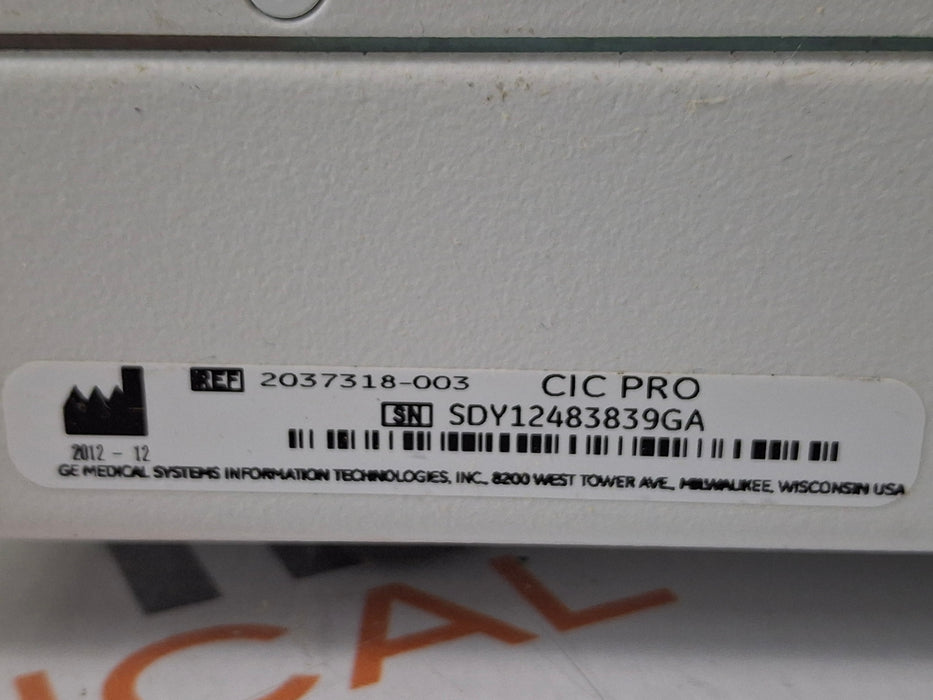 REF 2037318-003 CIC PRO
SN SDY12483839GA
2012 - 12
GE MEDICAL SYSTEMS INFORMATION TECHNOLOGIES, INC., 8200 WEST TOWER AVE., MILWAUKEE, WISCONSIN USA
ICAL